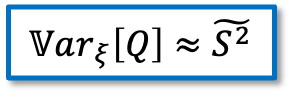 𝕍ar_ξ[Q] ≈ \widetilde{S^2}